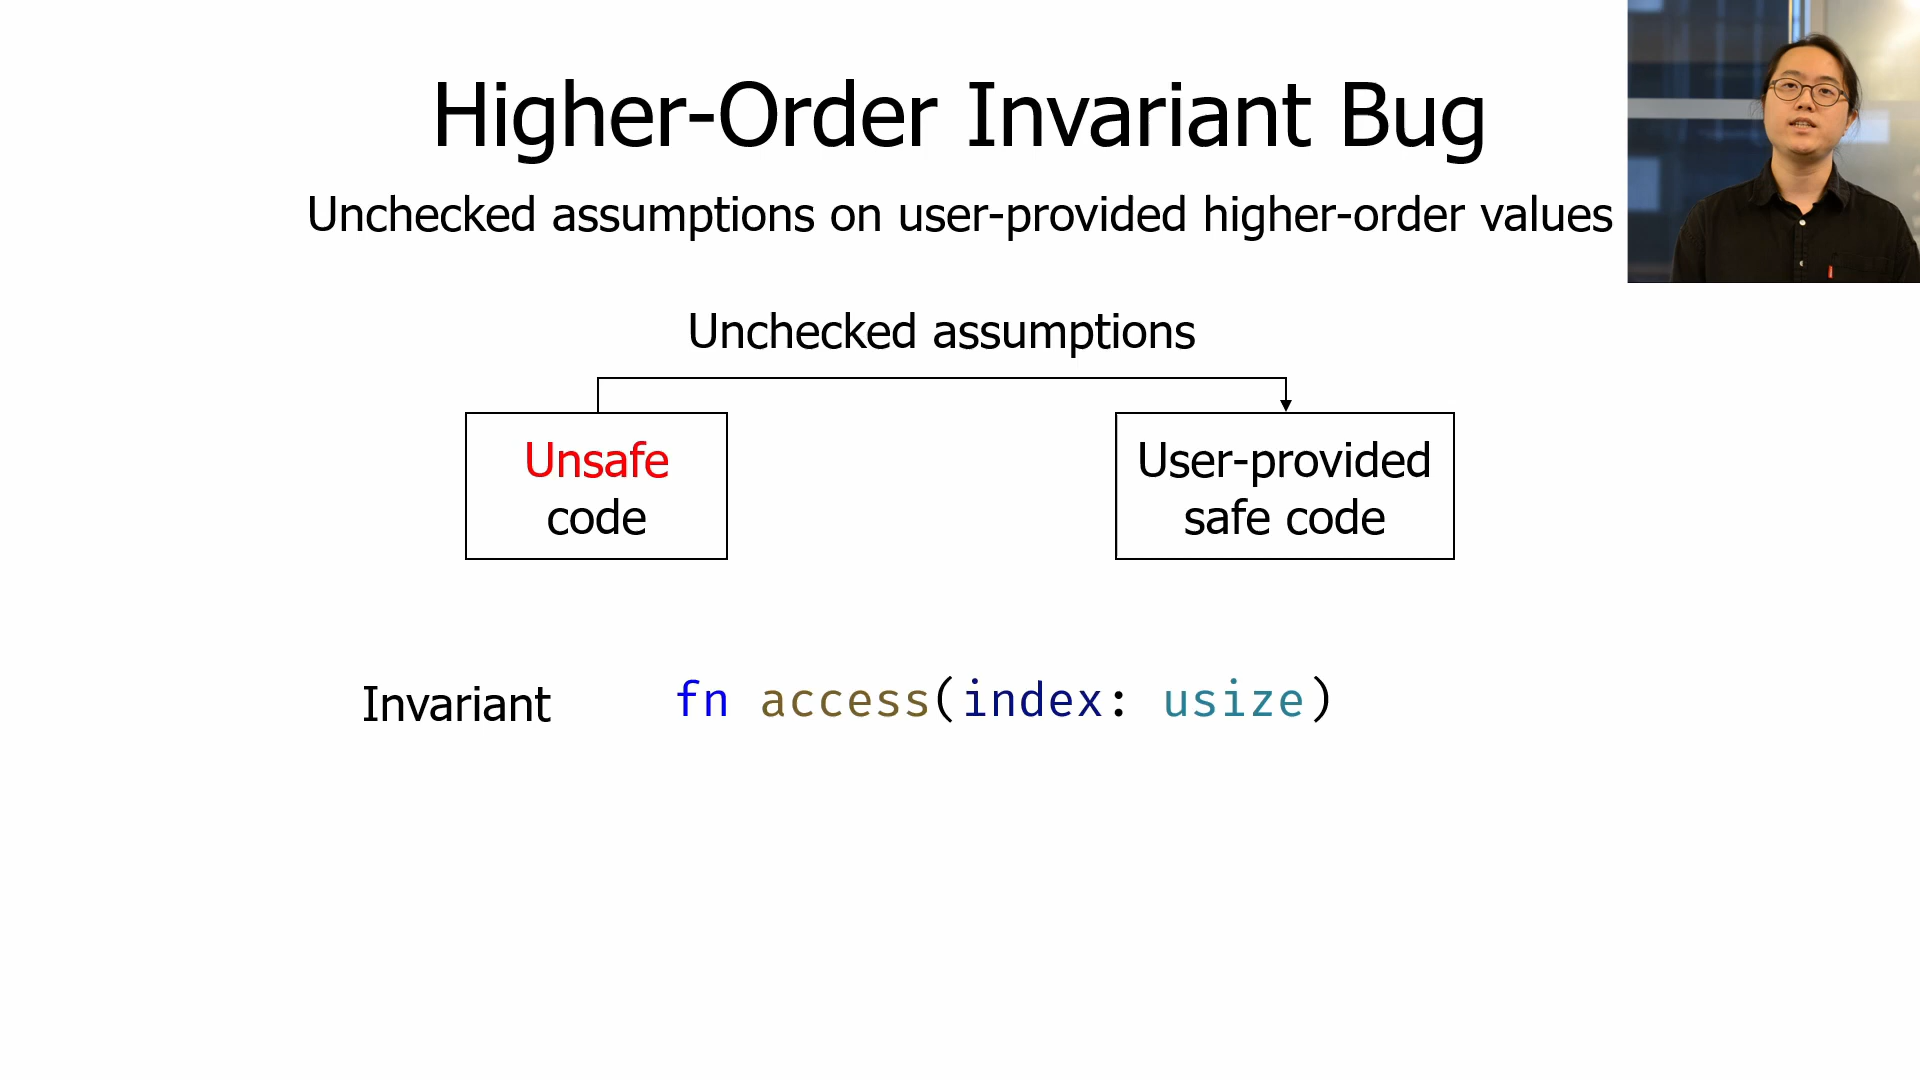 Higher-Order Invariant Bug
Unchecked assumptions on user-provided higher-order values
Unchecked assumptions
Unsafe
code
User-provided
safe code
Invariant
fn access(index: usize)